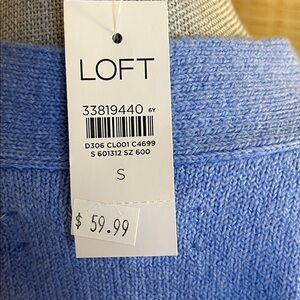 LOFT
33819440 6Y
D306 CL001 C4699
S 601312 SZ 600
S
$ 59.99